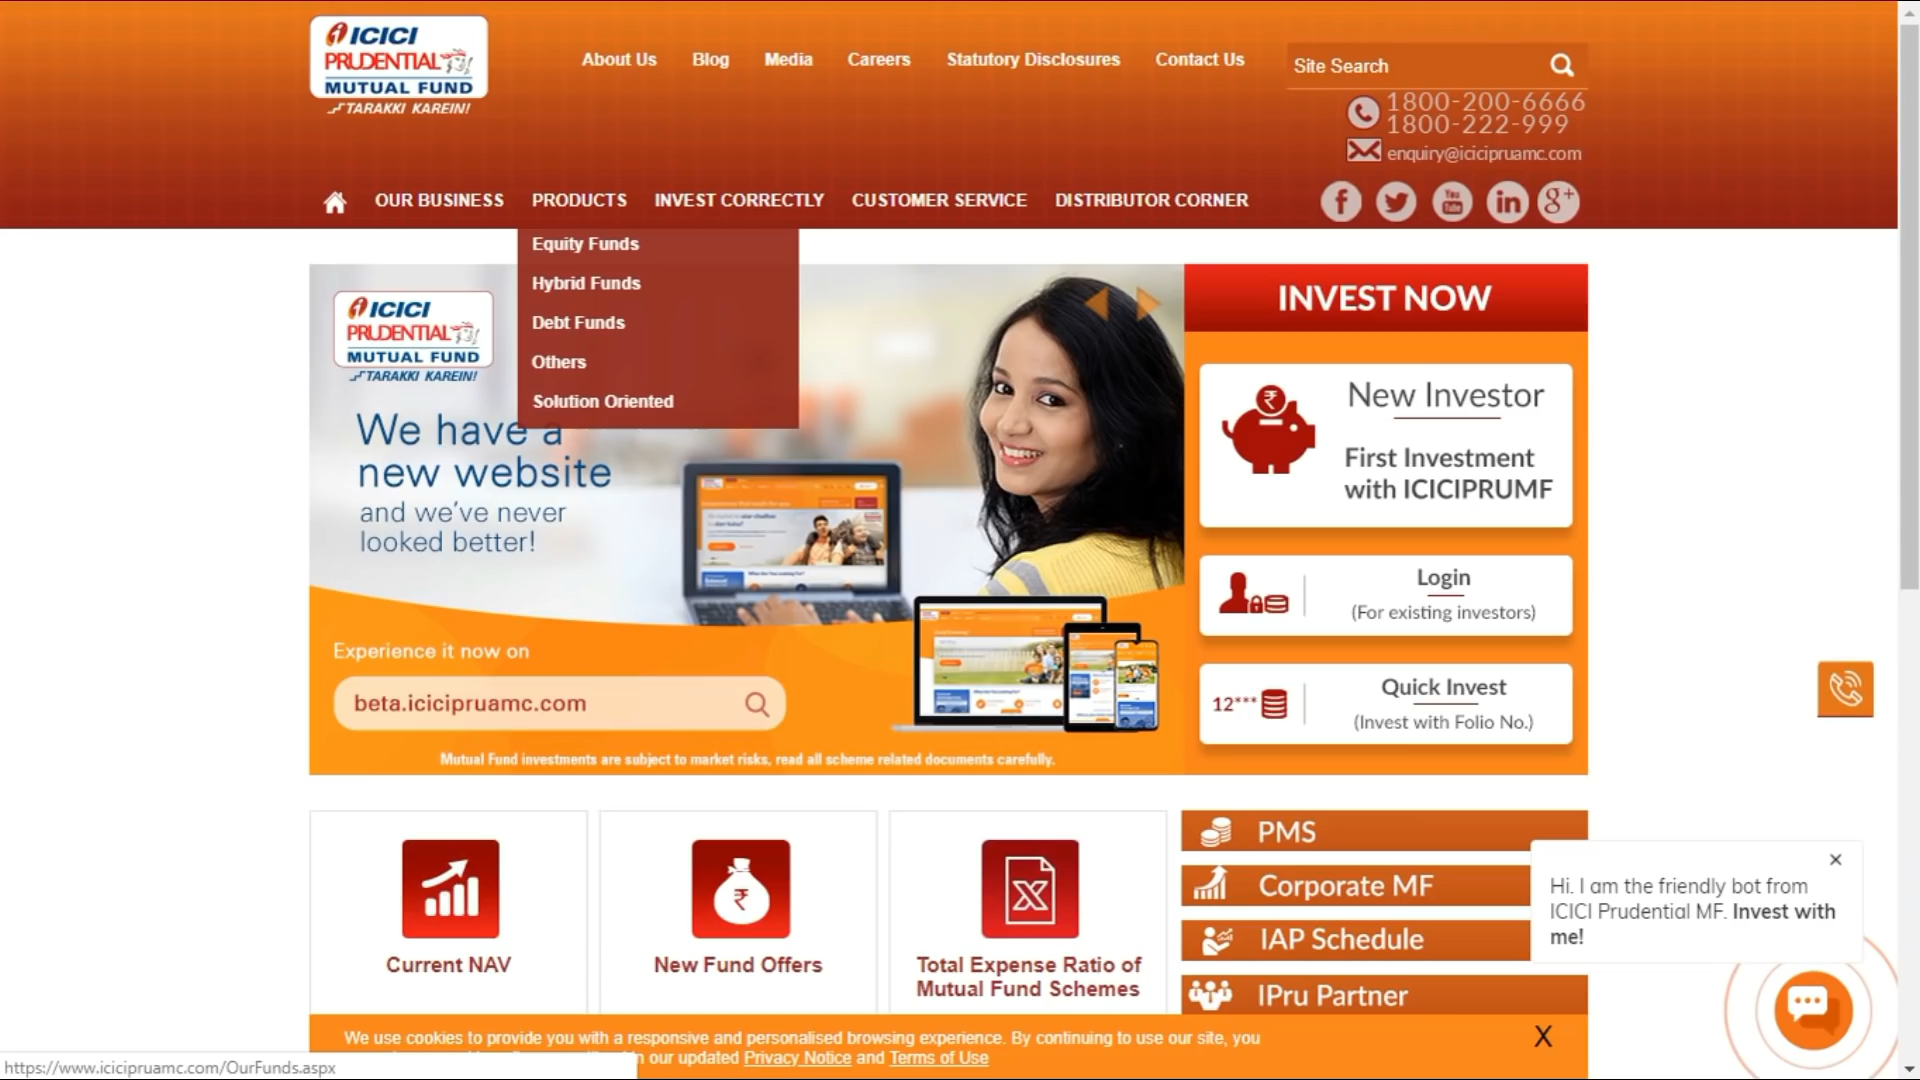 ICICI
PRUDENTIAL
MUTUAL FUND
TARAKKI KAREIN!
About Us
Blog
Media
Careers
Statutory Disclosures
Contact Us
Site Search
1800-200-6666
1800-222-999
enquiry@icicipruamc.com
OUR BUSINESS
PRODUCTS
INVEST CORRECTLY
CUSTOMER SERVICE
DISTRIBUTOR CORNER
f
You
Tube
in
g+
Equity Funds
Hybrid Funds
Debt Funds
Others
Solution Oriented
ICICI
PRUDENTIAL
MUTUAL FUND
TARAKKI KAREIN!
We have a
new website
and we've never
looked better!
Experience it now on
beta.icicipruamc.com
Mutual Fund investments are subject to market risks, read all scheme related documents carefully.
INVEST NOW
New Investor
First Investment
with ICICIPRUMF
Login
(For existing investors)
12***
Quick Invest
(Invest with Folio No.)
Current NAV
New Fund Offers
Total Expense Ratio of
Mutual Fund Schemes
PMS
Corporate MF
IAP Schedule
IPru Partner
Hi. I am the friendly bot from
ICICI Prudential MF. Invest with
me!
We use cookies to provide you with a responsive and personalised browsing experience. By continuing to use our site, you
our updated Privacy Notice and Terms of Use
X
https://www.icicipruamc.com/OurFunds.aspx